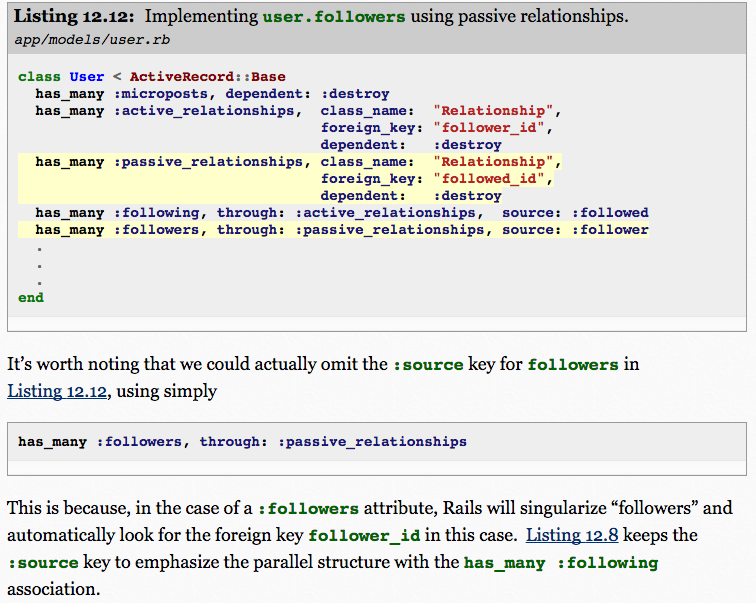 Listing 12.12: Implementing user.followers using passive relationships.
app/models/user.rb
class User < ActiveRecord::Base
  has_many :microposts, dependent: :destroy
  has_many :active_relationships,  class_name:  "Relationship",
                                   foreign_key: "follower_id",
                                   dependent:   :destroy
  has_many :passive_relationships, class_name:  "Relationship",
                                   foreign_key: "followed_id",
                                   dependent:   :destroy
  has_many :following, through: :active_relationships,  source: :followed
  has_many :followers, through: :passive_relationships, source: :follower
  .
  .
  .
end
It’s worth noting that we could actually omit the :source key for followers in
Listing 12.12, using simply
has_many :followers, through: :passive_relationships
This is because, in the case of a :followers attribute, Rails will singularize “followers” and
automatically look for the foreign key follower_id in this case. Listing 12.8 keeps the
:source key to emphasize the parallel structure with the has_many :following
association.